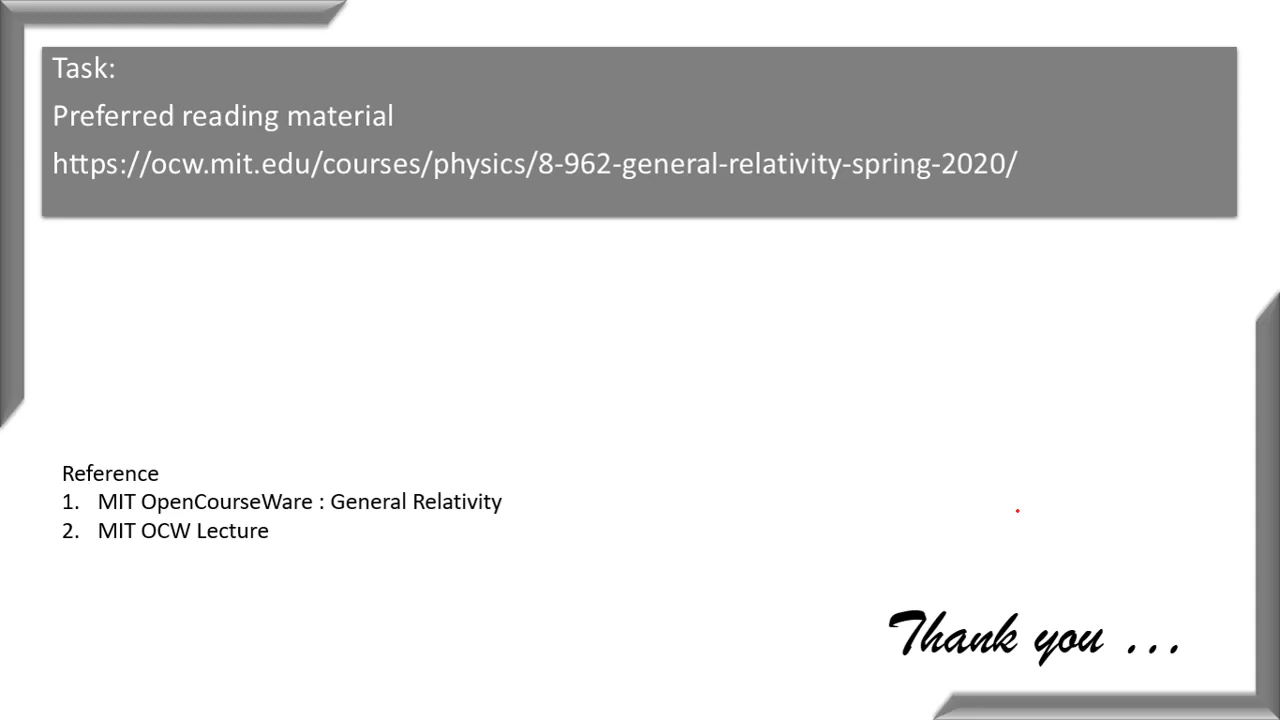 Task:
Preferred reading material
https://ocw.mit.edu/courses/physics/8-962-general-relativity-spring-2020/
Reference
1. MIT OpenCourseWare : General Relativity
2. MIT OCW Lecture
Thank you ...